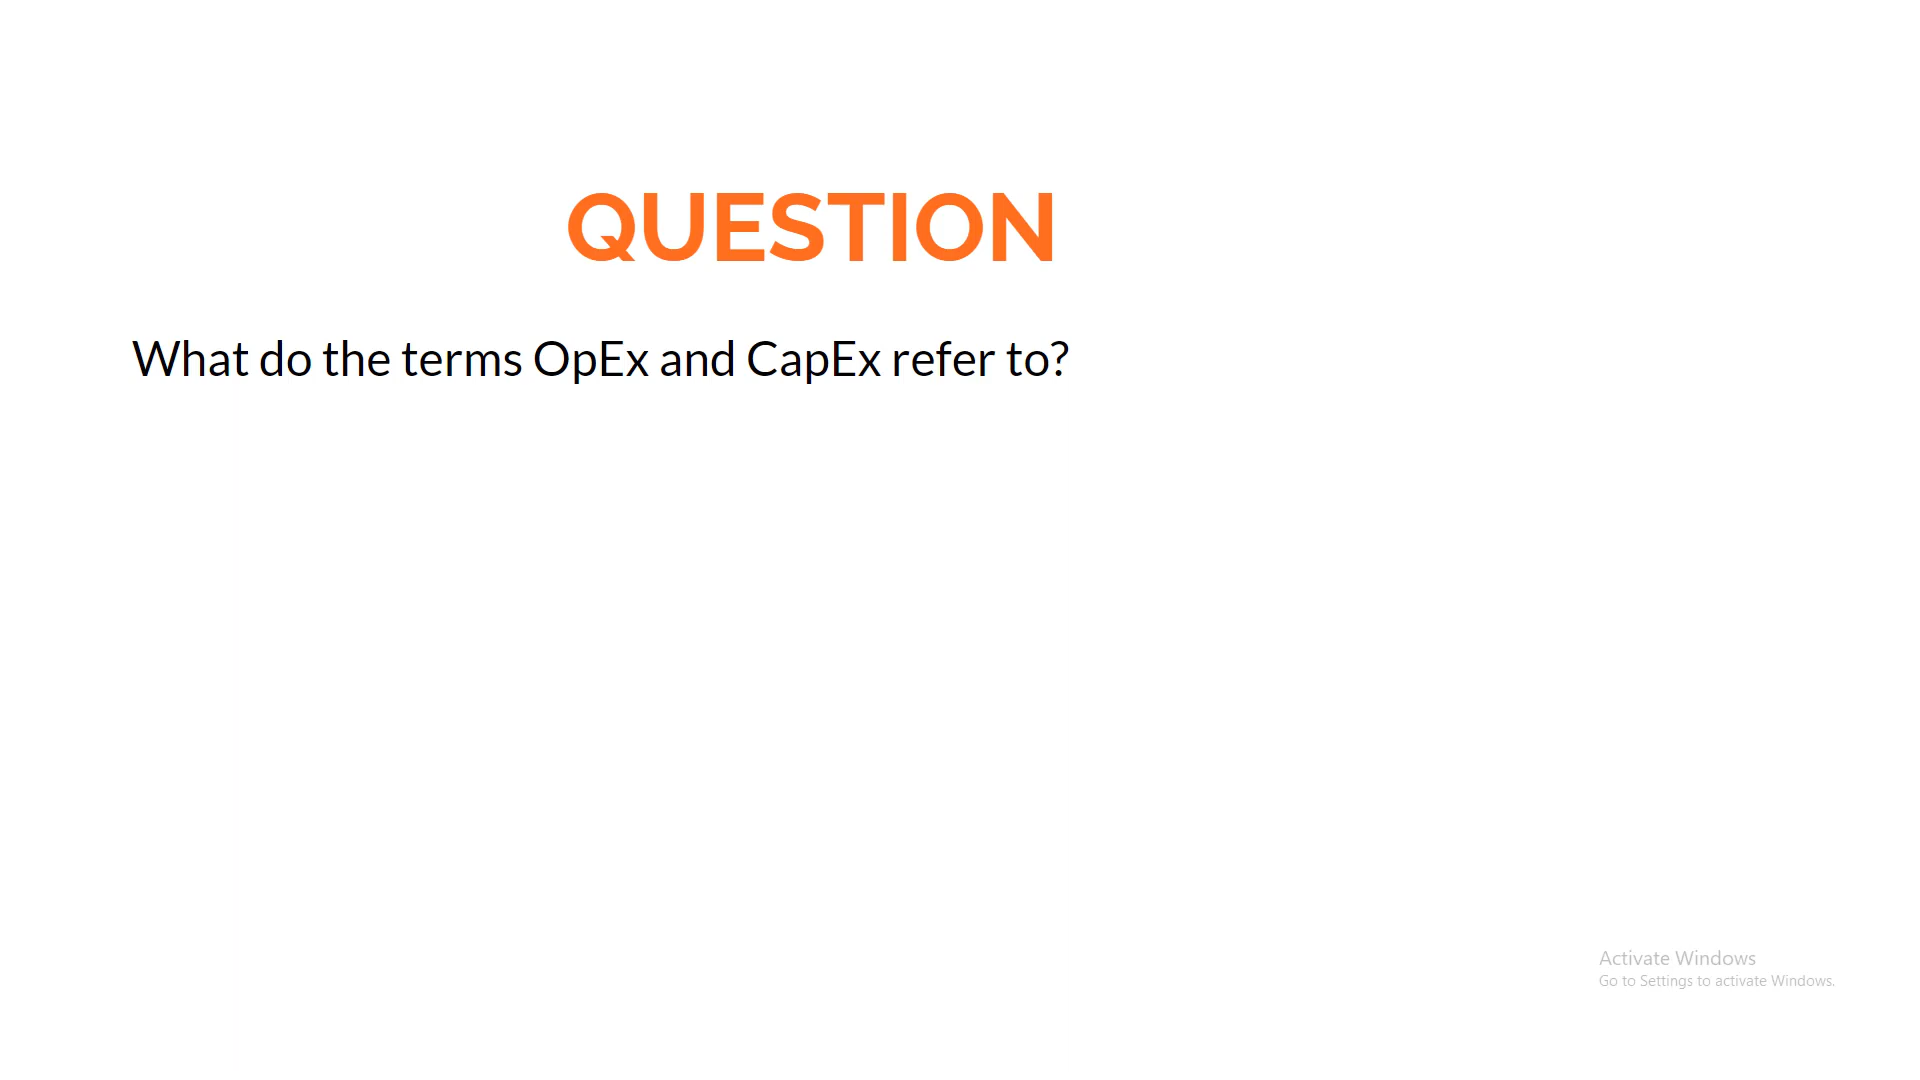 QUESTION
What do the terms OpEx and CapEx refer to?
Activate Windows
Go to Settings to activate Windows.